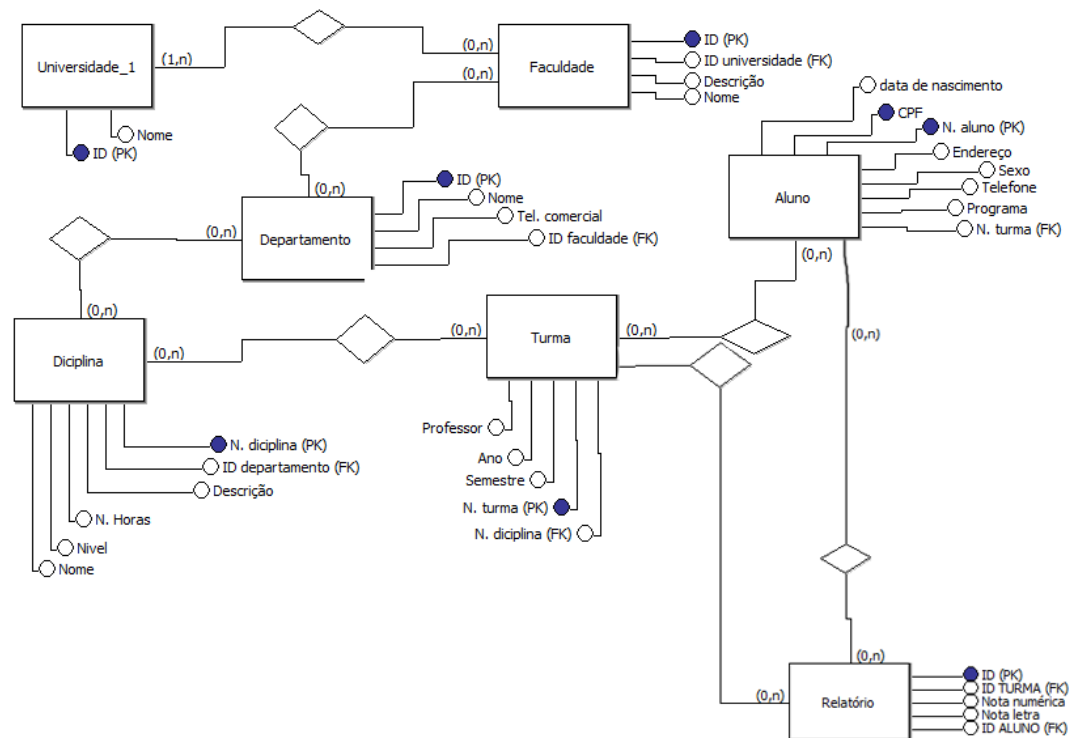 Universidade_1
(1,n)
(0,n)
Faculdade
ID (PK)
ID universidade (FK)
Descrição
Nome
(0,n)
Nome
ID (PK)
data de nascimento
CPF
N. aluno (PK)
Endereço
Sexo
Telefone
Programa
N. turma (FK)
Aluno
(0,n)
(0,n)
(0,n)
Departamento
(0,n)
ID (PK)
Nome
Tel. comercial
ID faculdade (FK)
(0,n)
Diciplina
(0,n)
(0,n)
Turma
(0,n)
(0,n)
Professor
Ano
Semestre
N. turma (PK)
N. diciplina (FK)
N. diciplina (PK)
ID departamento (FK)
Descrição
N. Horas
Nivel
Nome
(0,n)
(0,n)
Relatório
ID (PK)
ID TURMA (FK)
Nota numérica
Nota letra
ID ALUNO (FK)